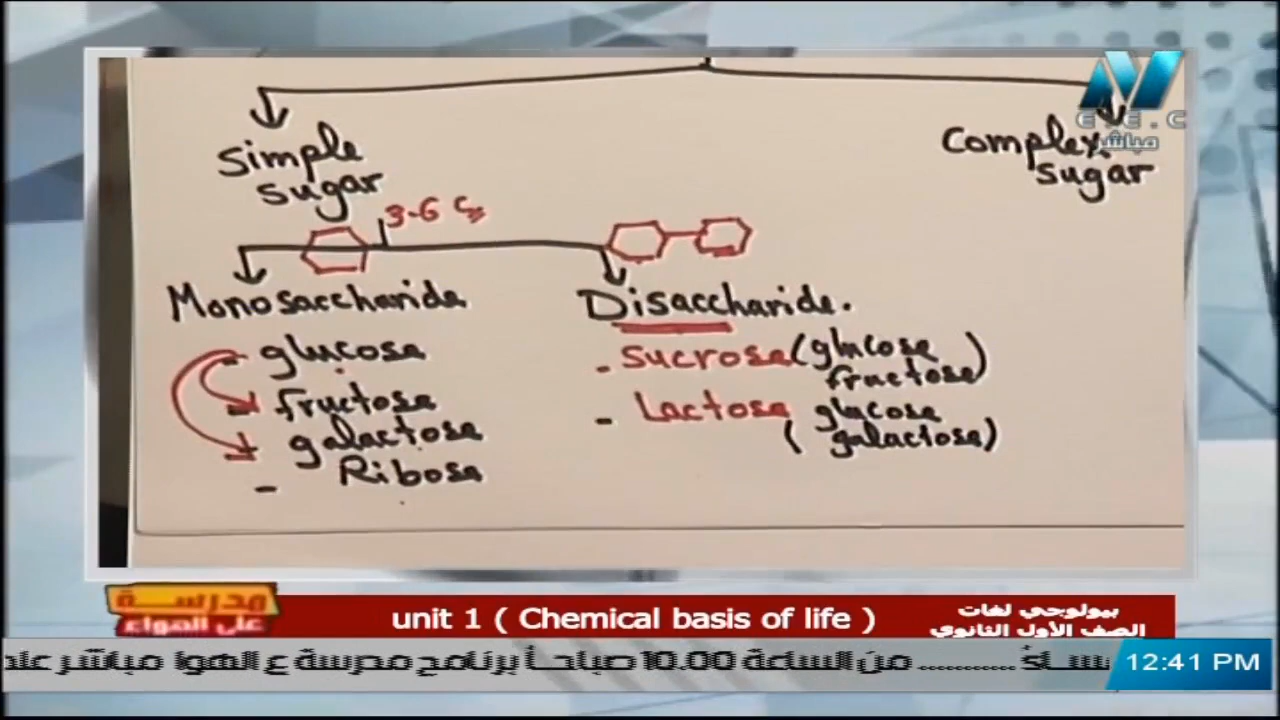 E.E.C
مباشر
Simple
Sugar
Complex
Sugar
3-6 C
Monosaccharide
Disaccharide.
- glucose
- fructose
galactose
- Ribose
- Sucrose (glucose
fructose)
- Lactose glucose
( galactose)
مدرسة
على الهواء
unit 1 ( Chemical basis of life )
بيولوجي لغات
الصف الأول الثانوي
ـساءً .......... من الساعة 10.00 صباحاً برنامج مدرسة ع الهوا مباشر علـ
12:41 PM